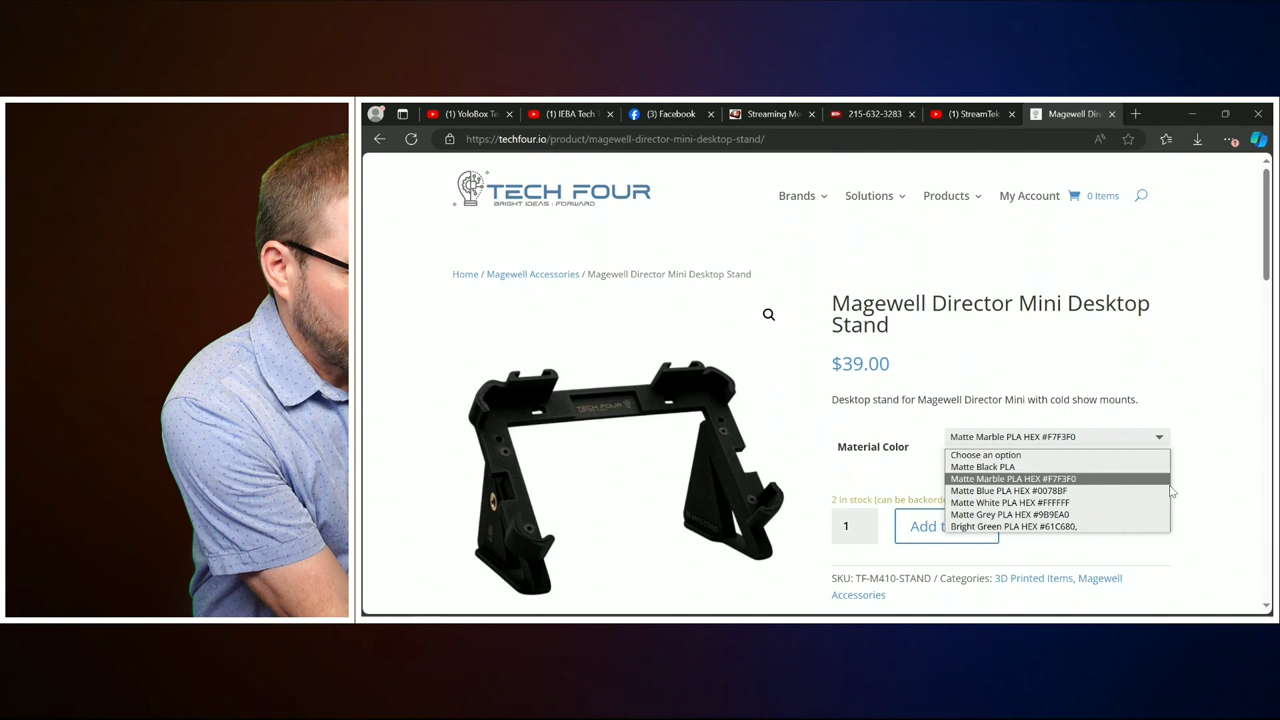 (1) YoloBox Te
(1) IEBA Tech T
(3) Facebook
Streaming Me
215-632-3283
(1) StreamTek
Magewell Dire
https://techfour.io/product/magewell-director-mini-desktop-stand/
TECH FOUR
BRIGHT IDEAS : FORWARD
Brands
Solutions
Products
My Account
0 Items
Home / Magewell Accessories / Magewell Director Mini Desktop Stand
Magewell Director Mini Desktop
Stand
$39.00
Desktop stand for Magewell Director Mini with cold show mounts.
Material Color
Matte Marble PLA HEX #F7F3F0
Choose an option
Matte Black PLA
Matte Marble PLA HEX #F7F3F0
Matte Blue PLA HEX #0078BF
Matte White PLA HEX #FFFFFF
Matte Grey PLA HEX #9B9EA0
Bright Green PLA HEX #61C680,
2 in stock (can be backorde
1
Add t
SKU: TF-M410-STAND / Categories: 3D Printed Items, Magewell
Accessories
TECH FOUR